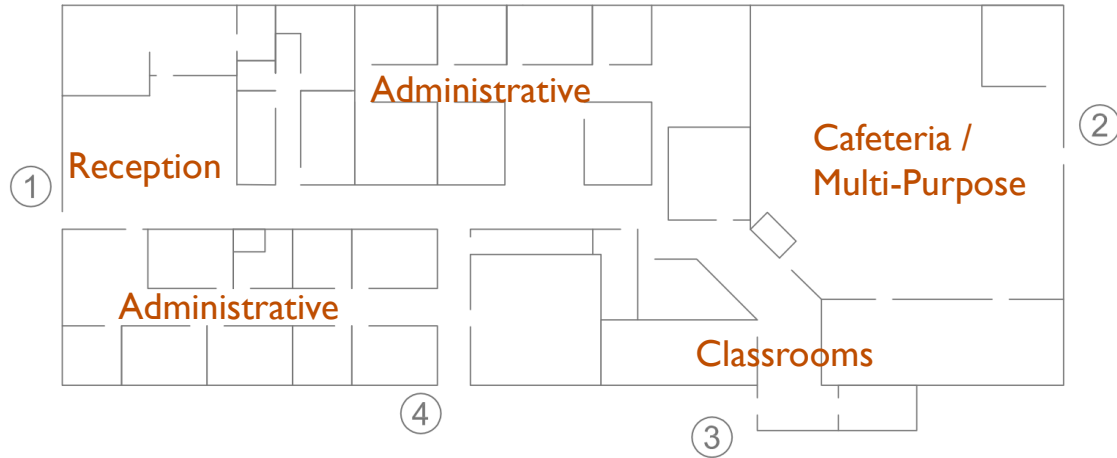 Administrative
Reception
Cafeteria /
Multi-Purpose
1
2
Administrative
Classrooms
4
3